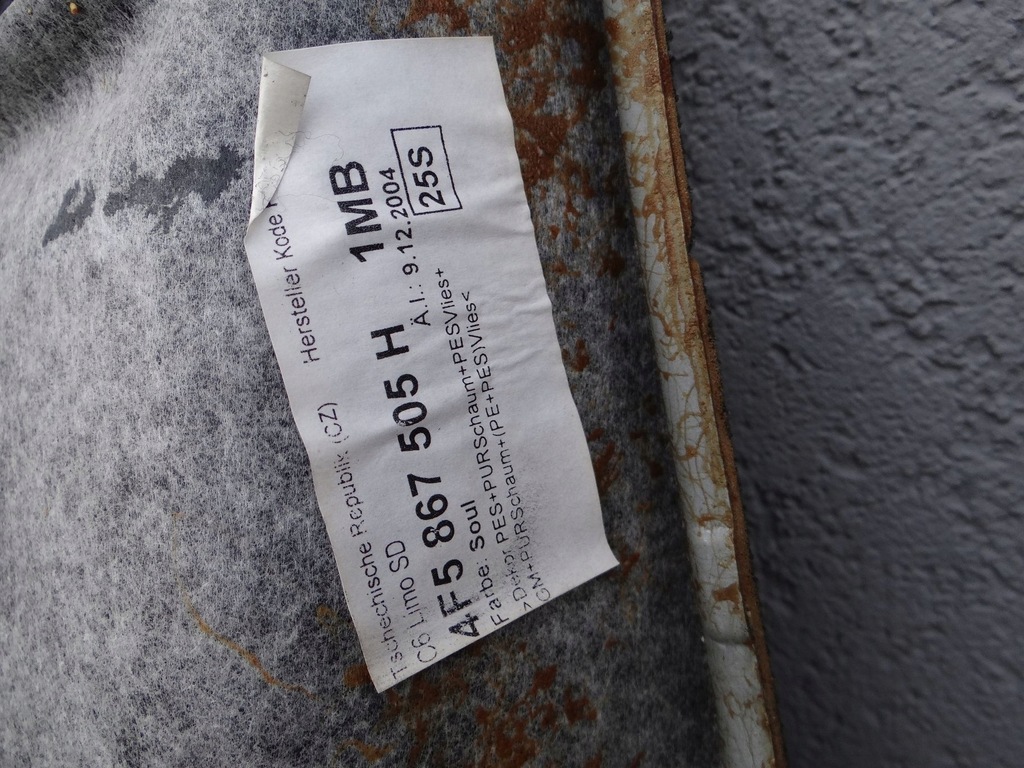 Tschechische Republik (CZ) Hersteller Kode
C6 Limo SD
4F5 867 505 H 1MB
Farbe: Soul Ä.I.: 9.12.2004
PES+PURSchaum+PESVlies+ 25S
GM+PURSchaum+(PE+PES)Vlies<